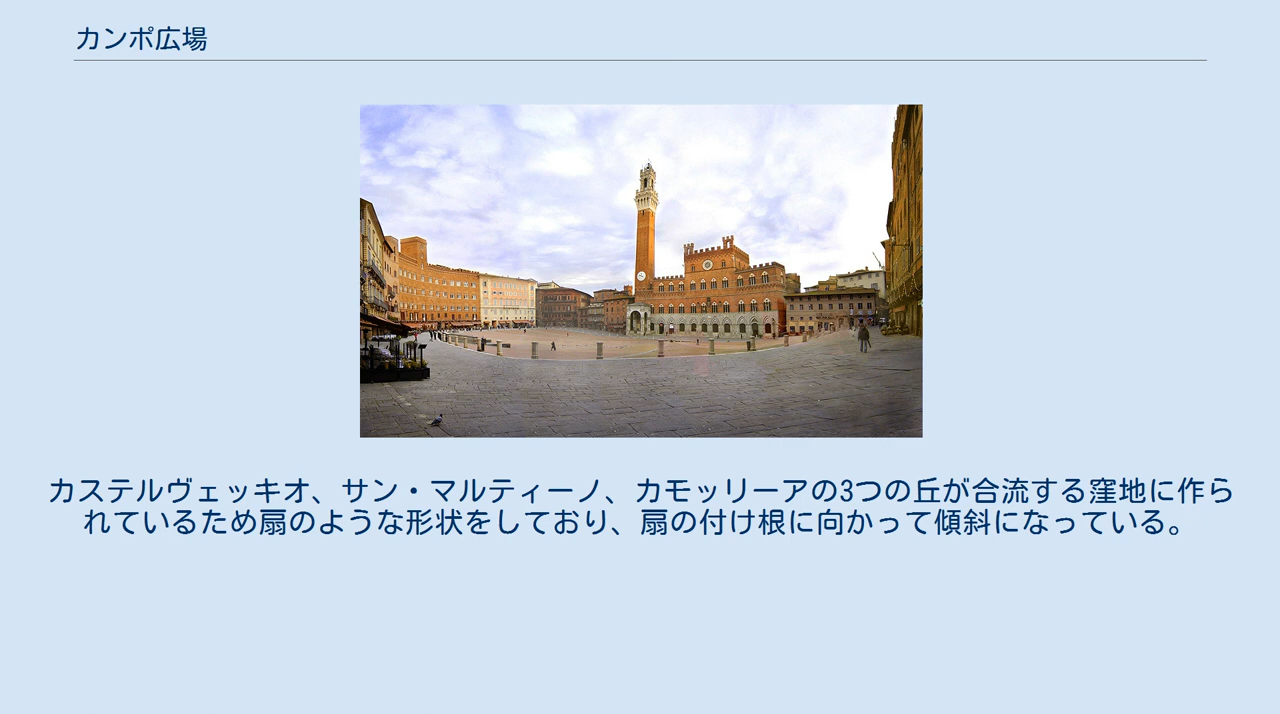 カンポ広場
カステルヴェッキオ、サン・マルティーノ、カモッリーアの3つの丘が合流する窪地に作ら
れているため扇のような形状をしており、扇の付け根に向かって傾斜になっている。